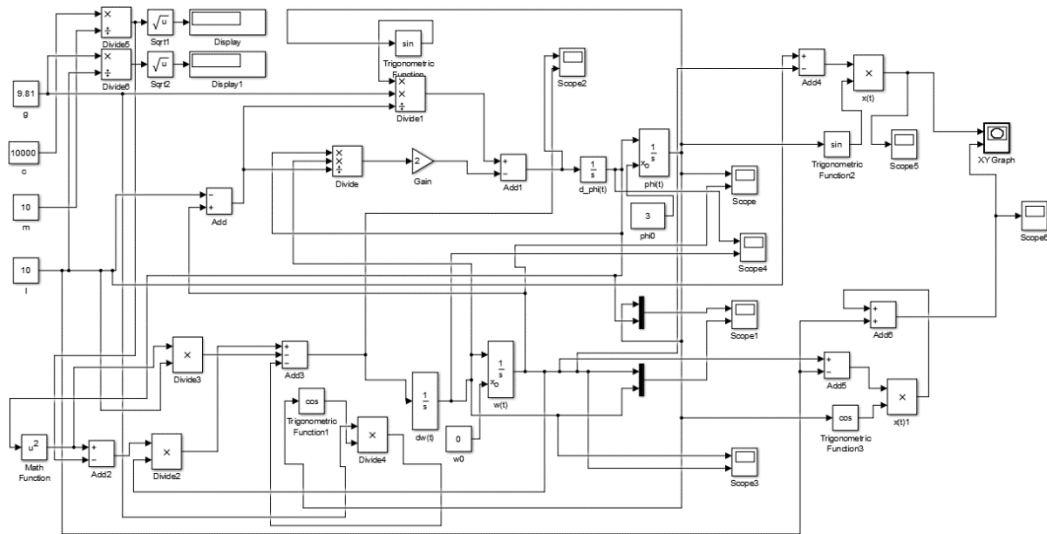 ×
÷
Divide5
√u
Sqrt1
Display
×
÷
Divide6
√u
Sqrt2
Display1
sin
Trigonometric
Function
Scope2
+
−
Add4
×
x(t)
9.81
g
×
×
÷
Divide1
1
s
xo
phi(t)
sin
Trigonometric
Function2
Scope5
XY Graph
10000
c
×
×
÷
Divide
2
Gain
+
−
Add1
1
s
d_phi(t)
Scope
10
m
−
+
Add
3
phi0
Scope4
Scope6
10
l
Scope1
+
+
Add6
×
Divide3
+
−
−
Add3
1
s
xo
w(t)
+
−
Add5
×
x(t)1
cos
Trigonometric
Function1
×
Divide4
1
s
dw(t)
0
w0
cos
Trigonometric
Function3
u2
Math
Function
+
−
Add2
×
Divide2
Scope3